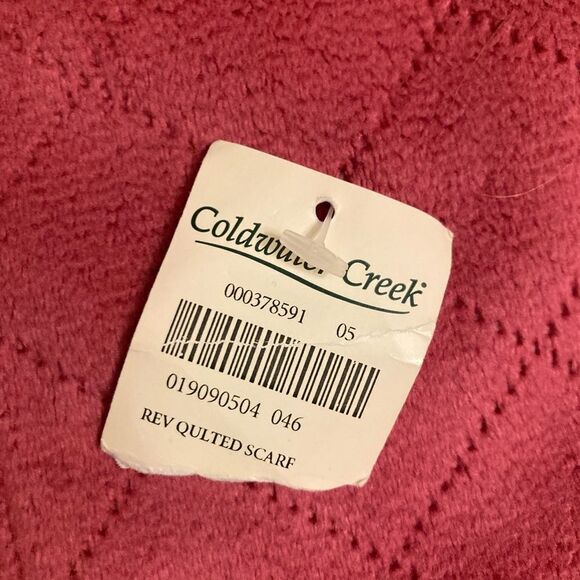 Coldwater Creek
000378591 05
019090504 046
REV QULTED SCARF